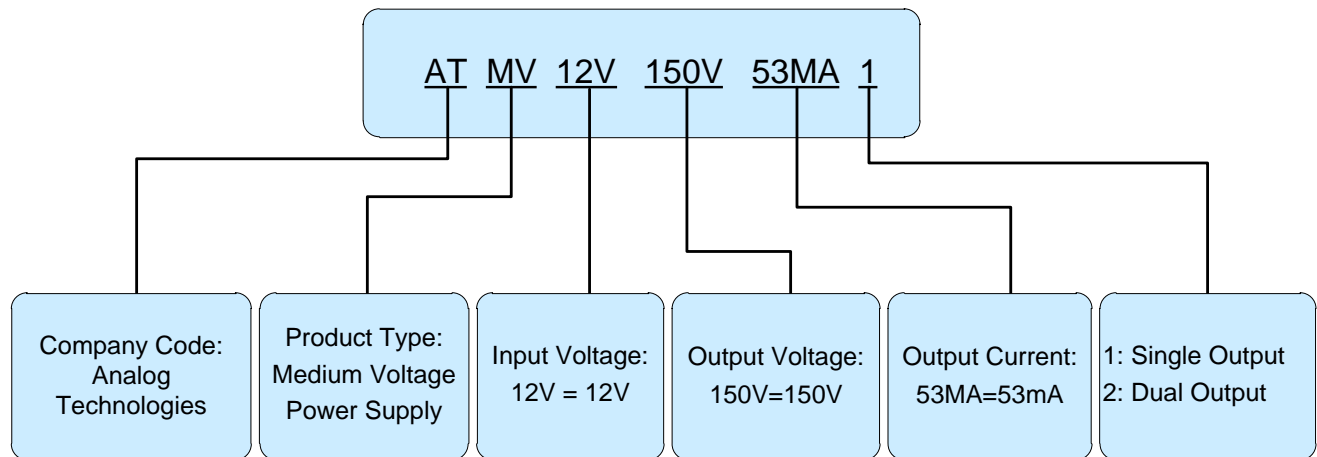 AT MV 12V 150V 53MA 1
Company Code:
Analog
Technologies
Product Type:
Medium Voltage
Power Supply
Input Voltage:
12V = 12V
Output Voltage:
150V=150V
Output Current:
53MA=53mA
1: Single Output
2: Dual Output